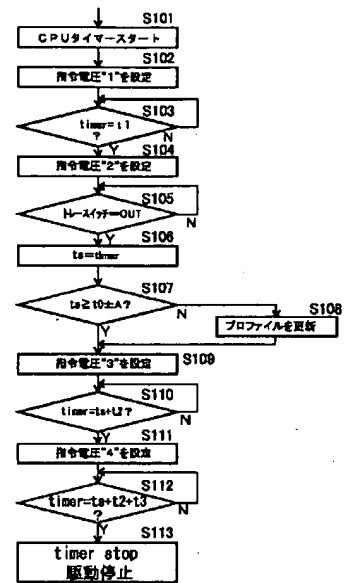 S101
CPUタイマースタート
S102
指令電圧"1"を設定
S103
timer=t1
?
N
Y
S104
指令電圧"2"を設定
S105
トレースイッチ=OUT
N
Y
S106
ts=timer
S107
ts≧t0±A?
N
Y
S108
プロファイルを更新
S109
指令電圧"3"を設定
S110
timer=ts+t2?
N
Y
S111
指令電圧"4"を設定
S112
timer=ts+t2+t3
?
N
Y
S113
timer stop
駆動停止